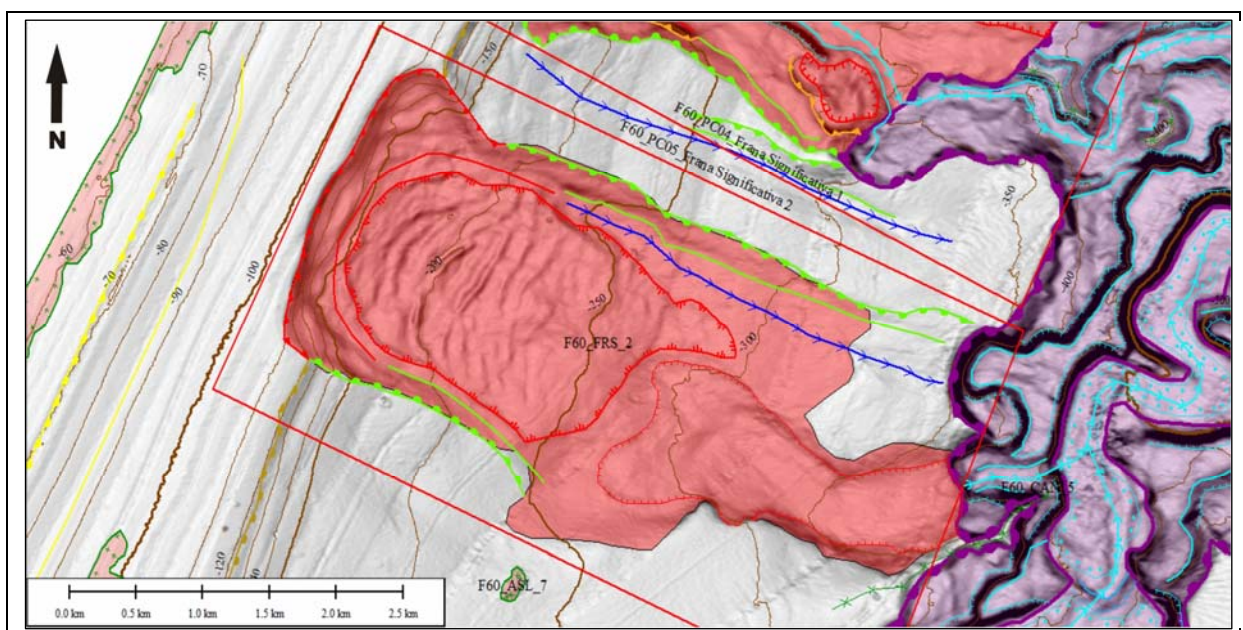 -150
-70
F60_PC04_Frana Significativa 1
F60_PC05_Frana Significativa 2
-60
-70
-80
-90
-100
-350
-400
-200
-250
-300
N
F60_FRS_2
F60_CAN_5
-120
F60_ASL_7
0.0 km
0.5 km
1.0 km
1.5 km
2.0 km
2.5 km